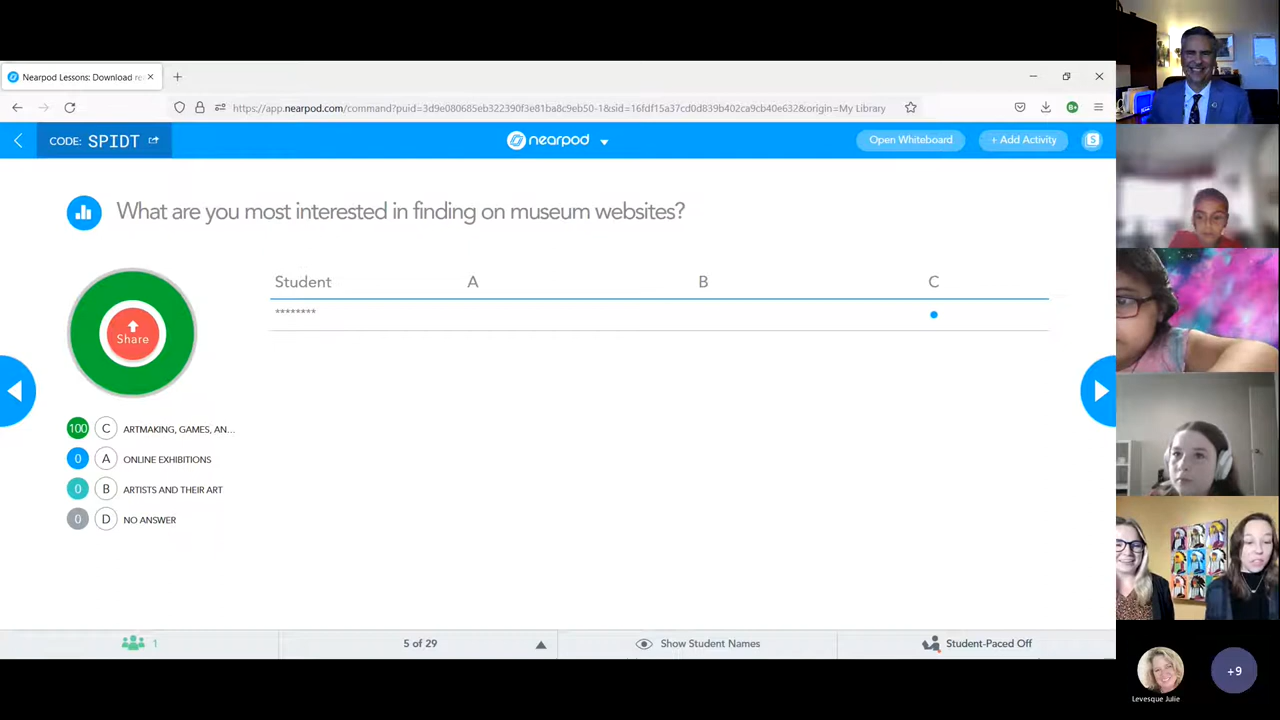 Nearpod Lessons: Download re
https://app.nearpod.com/command?puid=3d9e080685eb322390f3e81ba8c9eb50-1&sid=16fdf15a37cd0d839b402ca9cb40e632&origin=My Library
CODE: SPIDT
nearpod
Open Whiteboard
+ Add Activity
S
What are you most interested in finding on museum websites?
Student A B C
********
Share
100 C ARTMAKING, GAMES, AN...
0 A ONLINE EXHIBITIONS
0 B ARTISTS AND THEIR ART
0 D NO ANSWER
1
5 of 29
Show Student Names
Student-Paced Off
Levesque Julie
+9